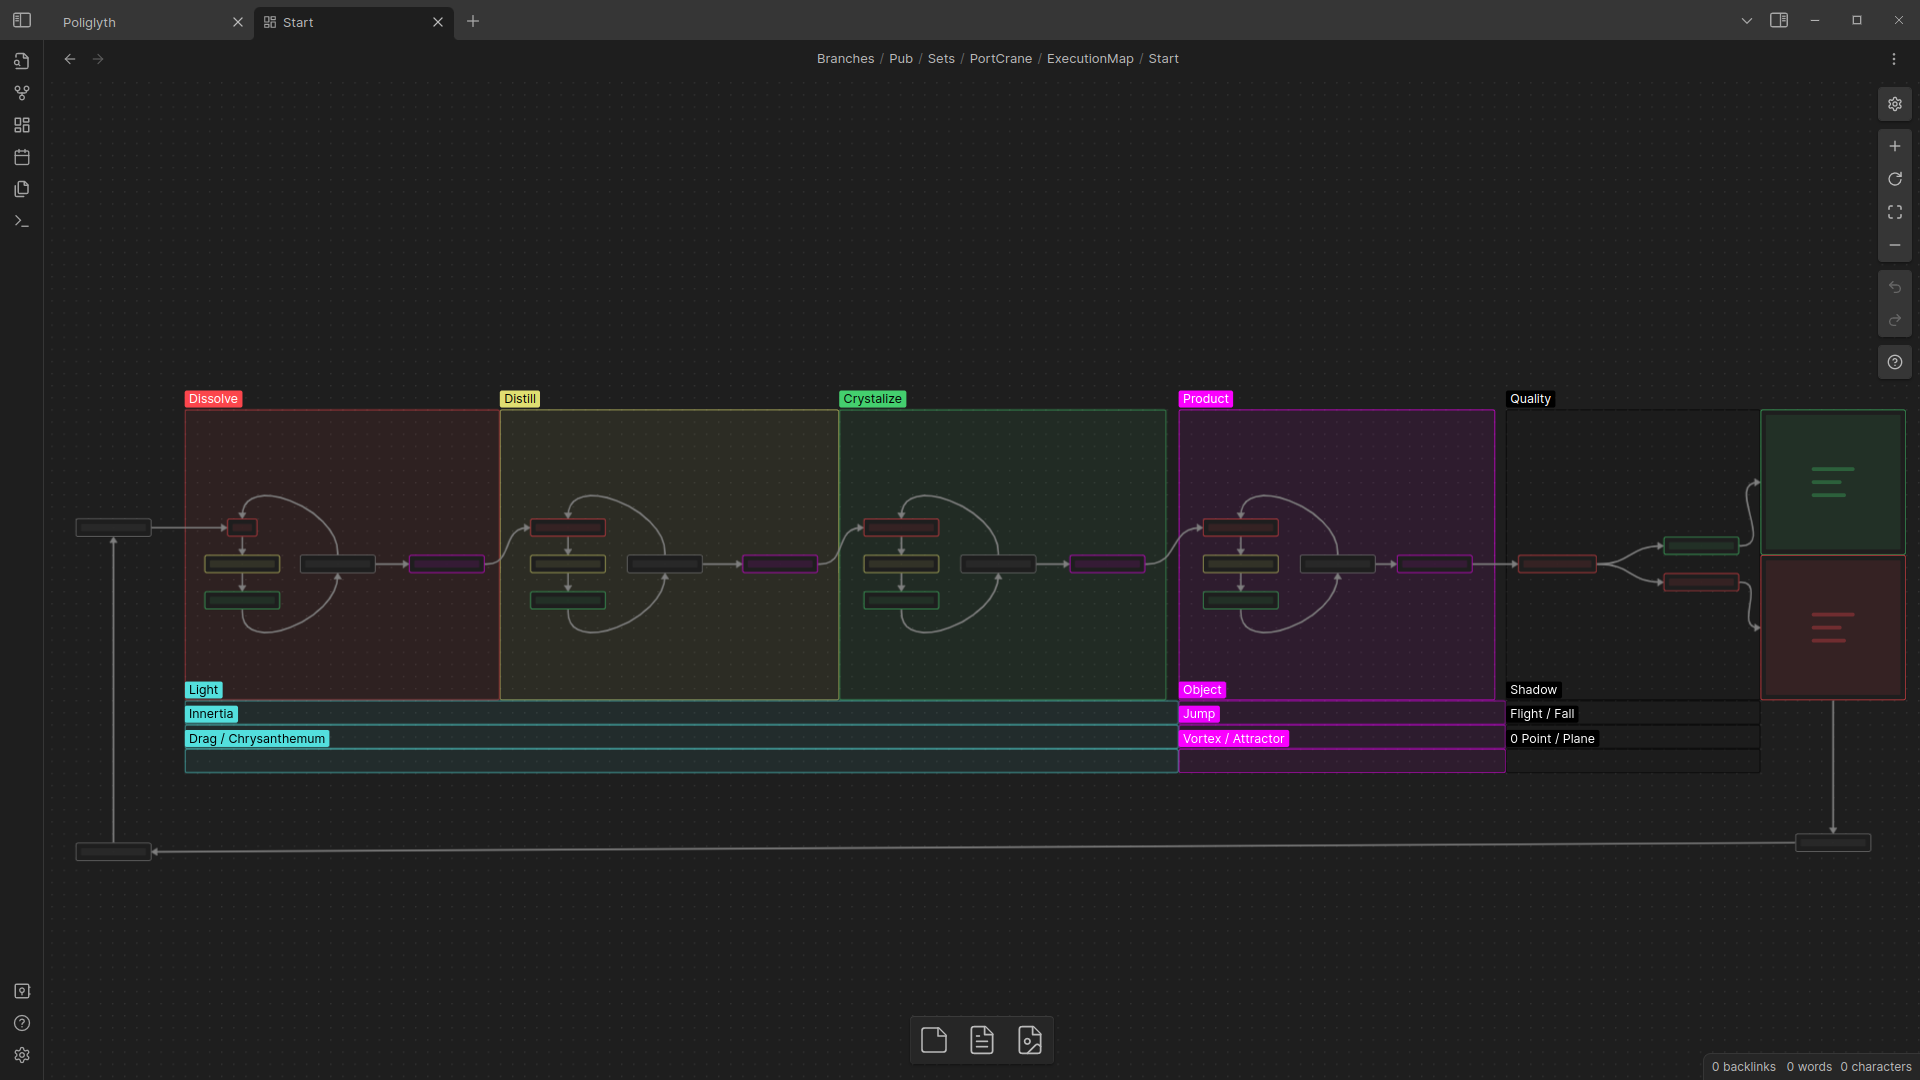 Poliglyth
Start
Branches / Pub / Sets / PortCrane / ExecutionMap / Start
Dissolve
Distill
Crystalize
Product
Quality
Light
Object
Shadow
Innertia
Jump
Flight / Fall
Drag / Chrysanthemum
Vortex / Attractor
0 Point / Plane
0 backlinks 0 words 0 characters